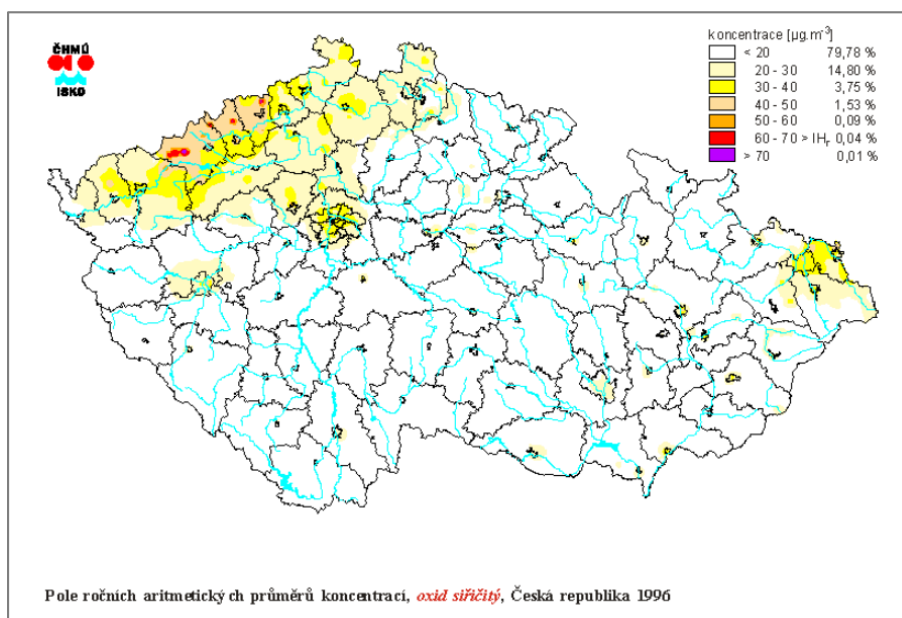 ČHMÚ
ISKO
koncentrace [µg.m⁻³]
< 20 79,78 %
20 - 30 14,80 %
30 - 40 3,75 %
40 - 50 1,53 %
50 - 60 0,09 %
60 - 70 > IHr 0,04 %
> 70 0,01 %
Pole ročních aritmetických průměrů koncentrací, oxid siřičitý, Česká republika 1996